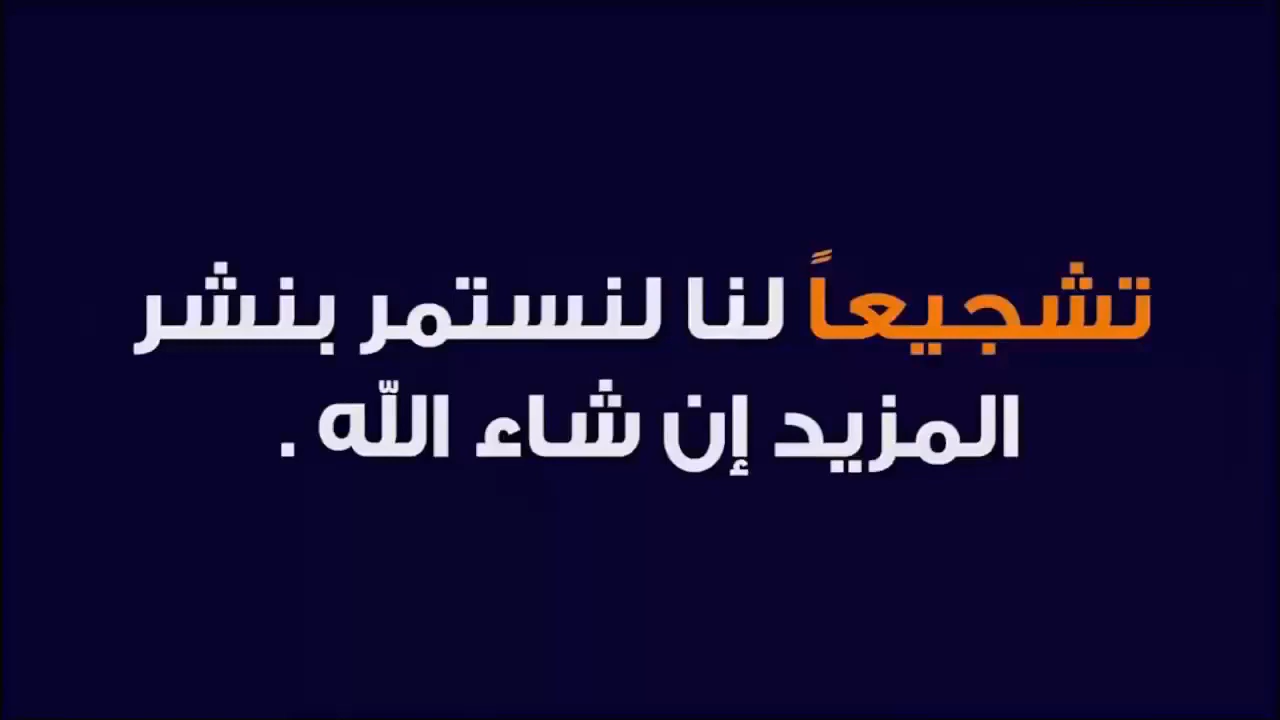 تشجيعاً لنا لنستمر بنشر
المزيد إن شاء اللّه .